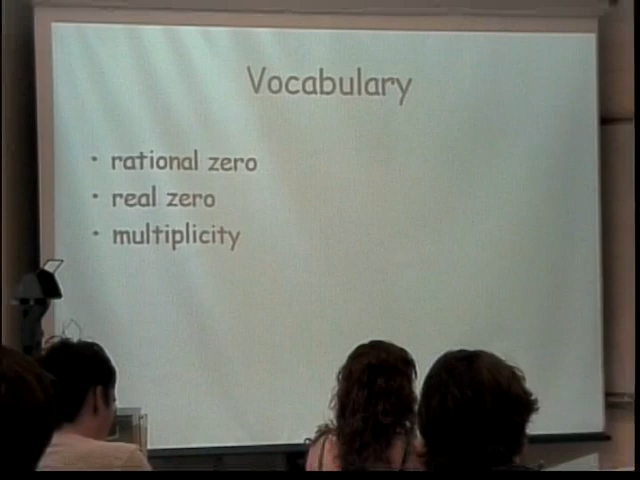 Vocabulary
• rational zero
• real zero
• multiplicity